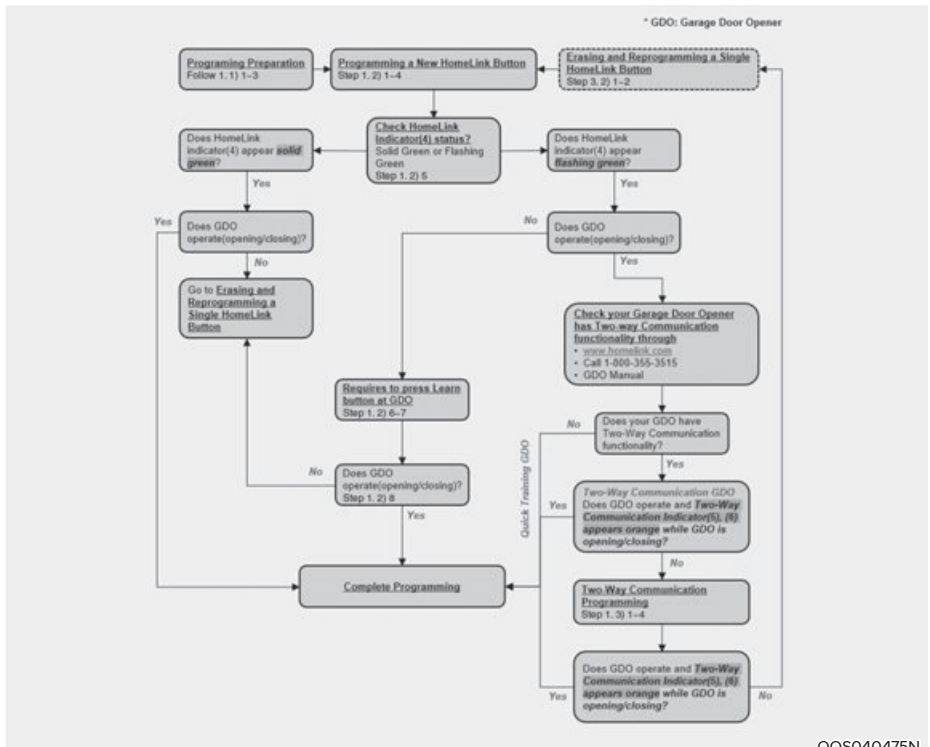 * GDO: Garage Door Opener
Programing Preparation
Follow 1. 1) 1~3
Programming a New HomeLink Button
Step 1. 2) 1~4
Erasing and Reprogramming a Single
HomeLink Button
Step 3. 2) 1~2
Does HomeLink
indicator(4) appear solid
green?
Check HomeLink
Indicator(4) status?
Solid Green or Flashing
Green
Step 1. 2) 5
Does HomeLink
indicator(4) appear
flashing green?
Yes
Yes
Yes
Does GDO
operate(opening/closing)?
No
Does GDO
operate(opening/closing)?
No
Yes
Go to Erasing and
Reprogramming a
Single HomeLink
Button
Check your Garage Door Opener
has Two-way Communication
functionality through
• www.homelink.com
• Call 1-800-355-3515
• GDO Manual
Requires to press Learn
button at GDO
Step 1. 2) 6~7
No
Does your GDO have
Two-Way Communication
functionality?
Quick Training GDO
Yes
No
Does GDO
operate(opening/closing)?
Step 1. 2) 8
Yes
Yes
Two-Way Communication GDO
Does GDO operate and Two-Way
Communication Indicator(5), (6)
appears orange while GDO is
opening/closing?
No
Complete Programming
Two Way Communication
Programming
Step 1. 3) 1~4
Does GDO operate and Two-Way
Communication Indicator(5), (6)
appears orange while GDO is
opening/closing?
Yes
No
OOS040475N